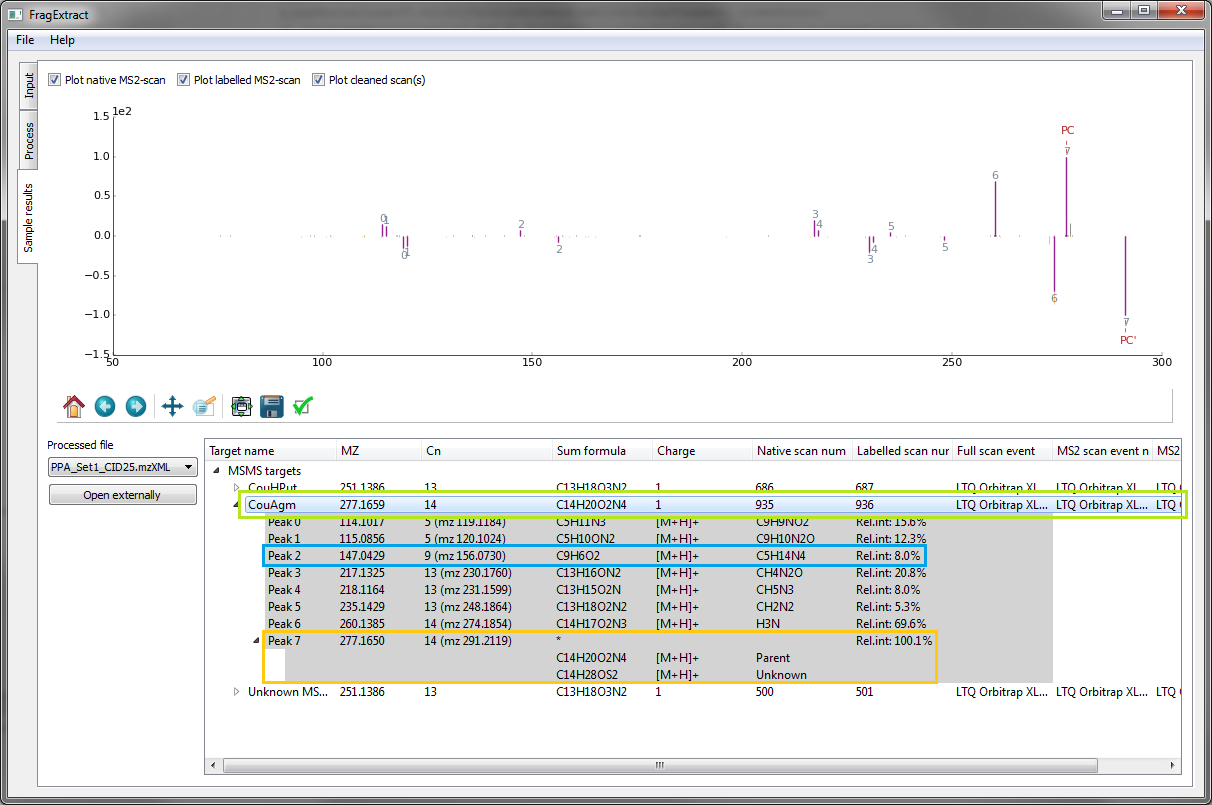 FragExtract
File Help
Input
Process
Sample results
Plot native MS2-scan Plot labelled MS2-scan Plot cleaned scan(s)
1e2
1.5
1.0
0.5
0.0
−0.5
−1.0
−1.5
50 100 150 200 250 300
0 1 2 3 4 5 6 7 PC
0 1 2 3 4 5 6 7 PC'
Processed file
PPA_Set1_CID25.mzXML
Open externally
Target name MZ Cn Sum formula Charge Native scan num Labelled scan nur Full scan event MS2 scan event n MS2
MSMS targets
CouHPut 251.1386 13 C13H18O3N2 1 686 687 LTQ Orbitrap XL... LTQ Orbitrap XL... LTQ
CouAgm 277.1659 14 C14H20O2N4 1 935 936 LTQ Orbitrap XL... LTQ Orbitrap XL... LTQ
Peak 0 114.1017 5 (mz 119.1184) C5H11N3 [M+H]+ C9H9NO2 Rel.int: 15.6%
Peak 1 115.0856 5 (mz 120.1024) C5H10ON2 [M+H]+ C9H10N2O Rel.int: 12.3%
Peak 2 147.0429 9 (mz 156.0730) C9H6O2 [M+H]+ C5H14N4 Rel.int: 8.0%
Peak 3 217.1325 13 (mz 230.1760) C13H16ON2 [M+H]+ CH4N2O Rel.int: 20.8%
Peak 4 218.1164 13 (mz 231.1599) C13H15O2N [M+H]+ CH5N3 Rel.int: 8.0%
Peak 5 235.1429 13 (mz 248.1864) C13H18O2N2 [M+H]+ CH2N2 Rel.int: 5.3%
Peak 6 260.1385 14 (mz 274.1854) C14H17O2N3 [M+H]+ H3N Rel.int: 69.6%
Peak 7 277.1650 14 (mz 291.2119) * Rel.int: 100.1%
C14H20O2N4 [M+H]+ Parent
C14H28OS2 [M+H]+ Unknown
Unknown MS... 251.1386 13 C13H18O3N2 1 500 501 LTQ Orbitrap XL... LTQ Orbitrap XL... LTQ